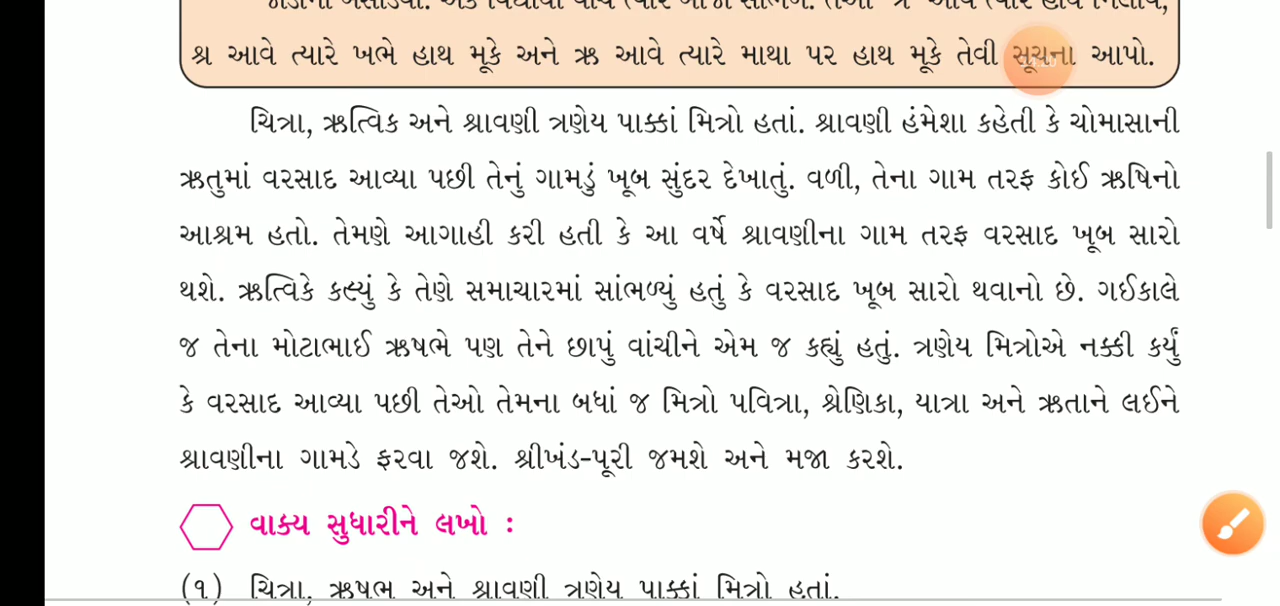 શ્ર આવે ત્યારે ખભે હાથ મૂકે અને ઋ આવે ત્યારે માથા પર હાથ મૂકે તેવી સૂચના આપો.
ચિત્રા, ઋત્વિક અને શ્રાવણી ત્રણેય પાક્કાં મિત્રો હતાં. શ્રાવણી હંમેશા કહેતી કે ચોમાસાની
ઋતુમાં વરસાદ આવ્યા પછી તેનું ગામડું ખૂબ સુંદર દેખાતું. વળી, તેના ગામ તરફ કોઈ ઋષિનો
આશ્રમ હતો. તેમણે આગાહી કરી હતી કે આ વર્ષે શ્રાવણીના ગામ તરફ વરસાદ ખૂબ સારો
થશે. ઋત્વિકે કહ્યું કે તેણે સમાચારમાં સાંભળ્યું હતું કે વરસાદ ખૂબ સારો થવાનો છે. ગઈકાલે
જ તેના મોટાભાઈ ઋષભે પણ તેને છાપું વાંચીને એમ જ કહ્યું હતું. ત્રણેય મિત્રોએ નક્કી કર્યું
કે વરસાદ આવ્યા પછી તેઓ તેમના બધાં જ મિત્રો પવિત્રા, શ્રેણિકા, યાત્રા અને ઋતાને લઈને
શ્રાવણીના ગામડે ફરવા જશે. શ્રીખંડ-પૂરી જમશે અને મજા કરશે.
વાક્ય સુધારીને લખો :
(૧) ચિત્રા, ઋષભ અને શ્રાવણી ત્રણેય પાક્કાં મિત્રો હતાં.